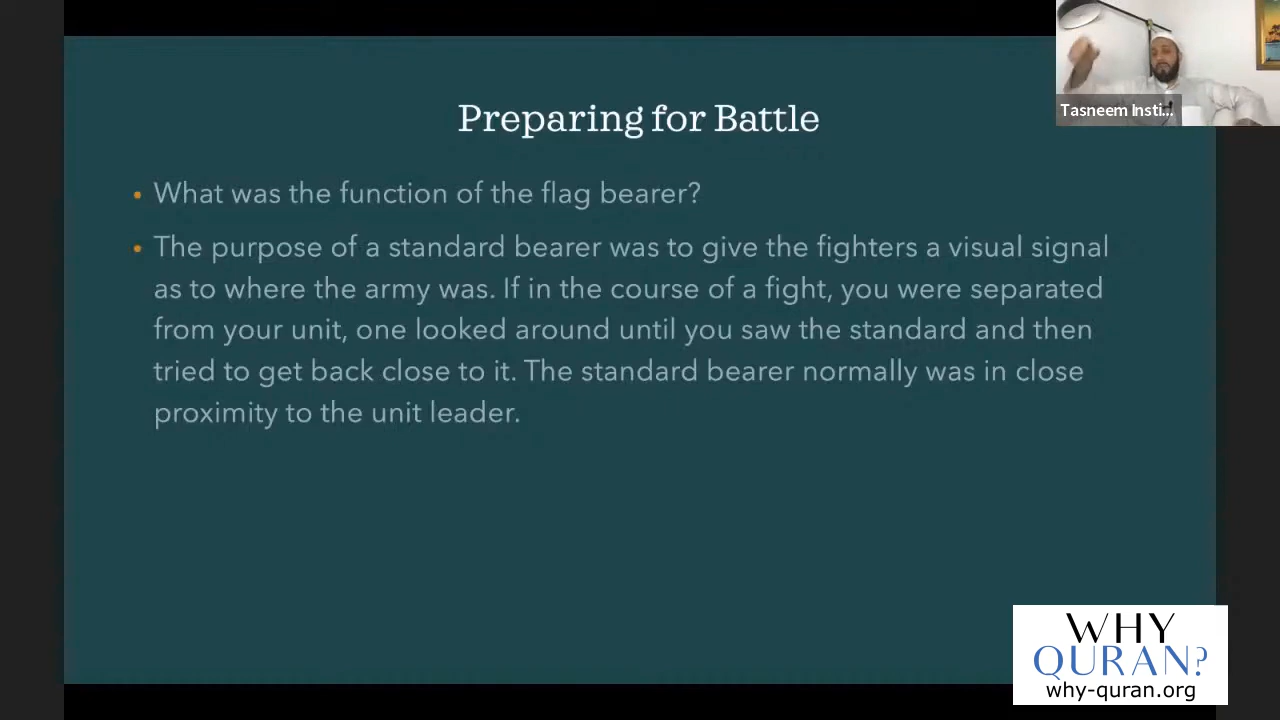 Preparing for Battle
Tasneem Insti...
• What was the function of the flag bearer?
• The purpose of a standard bearer was to give the fighters a visual signal
as to where the army was. If in the course of a fight, you were separated
from your unit, one looked around until you saw the standard and then
tried to get back close to it. The standard bearer normally was in close
proximity to the unit leader.
WHY
QURAN?
why-quran.org